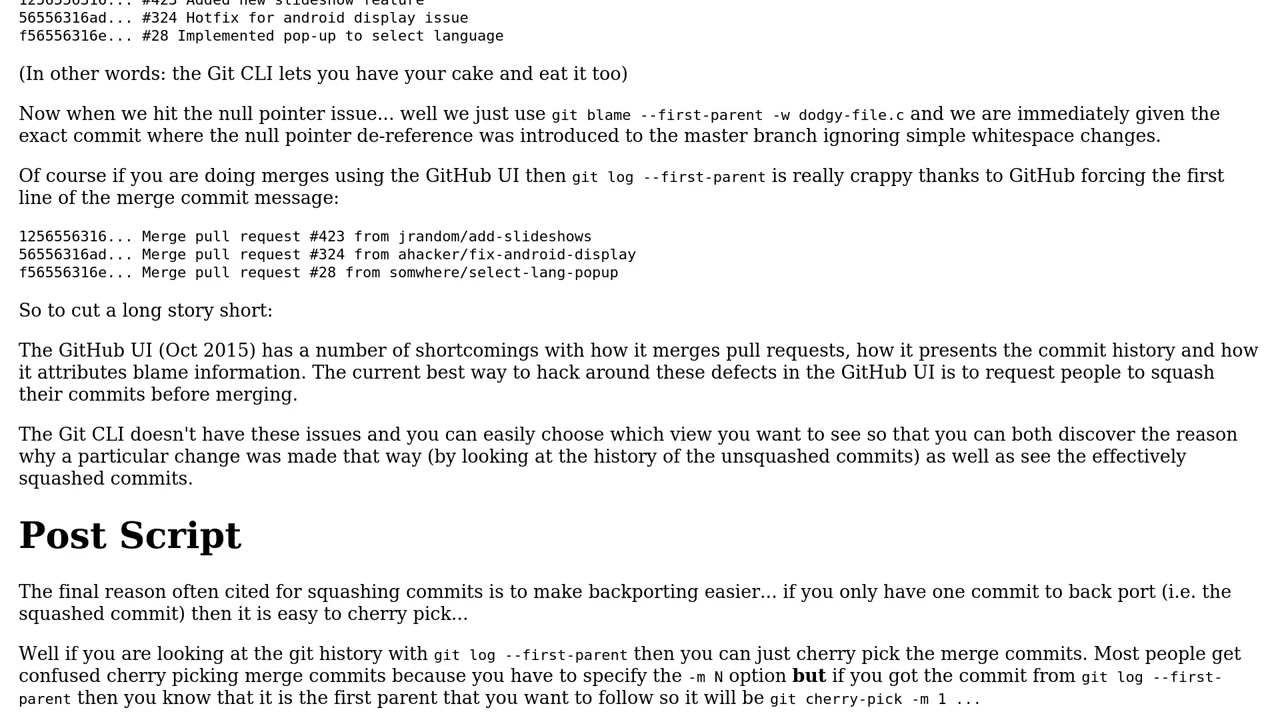 1256556316... #423 Added new slideshow feature
56556316ad... #324 Hotfix for android display issue
f56556316e... #28 Implemented pop-up to select language
(In other words: the Git CLI lets you have your cake and eat it too)
Now when we hit the null pointer issue... well we just use git blame --first-parent -w dodgy-file.c and we are immediately given the
exact commit where the null pointer de-reference was introduced to the master branch ignoring simple whitespace changes.
Of course if you are doing merges using the GitHub UI then git log --first-parent is really crappy thanks to GitHub forcing the first
line of the merge commit message:
1256556316... Merge pull request #423 from jrandom/add-slideshows
56556316ad... Merge pull request #324 from ahacker/fix-android-display
f56556316e... Merge pull request #28 from somwhere/select-lang-popup
So to cut a long story short:
The GitHub UI (Oct 2015) has a number of shortcomings with how it merges pull requests, how it presents the commit history and how
it attributes blame information. The current best way to hack around these defects in the GitHub UI is to request people to squash
their commits before merging.
The Git CLI doesn't have these issues and you can easily choose which view you want to see so that you can both discover the reason
why a particular change was made that way (by looking at the history of the unsquashed commits) as well as see the effectively
squashed commits.
Post Script
The final reason often cited for squashing commits is to make backporting easier... if you only have one commit to back port (i.e. the
squashed commit) then it is easy to cherry pick...
Well if you are looking at the git history with git log --first-parent then you can just cherry pick the merge commits. Most people get
confused cherry picking merge commits because you have to specify the -m N option but if you got the commit from git log --first-
parent then you know that it is the first parent that you want to follow so it will be git cherry-pick -m 1 ...